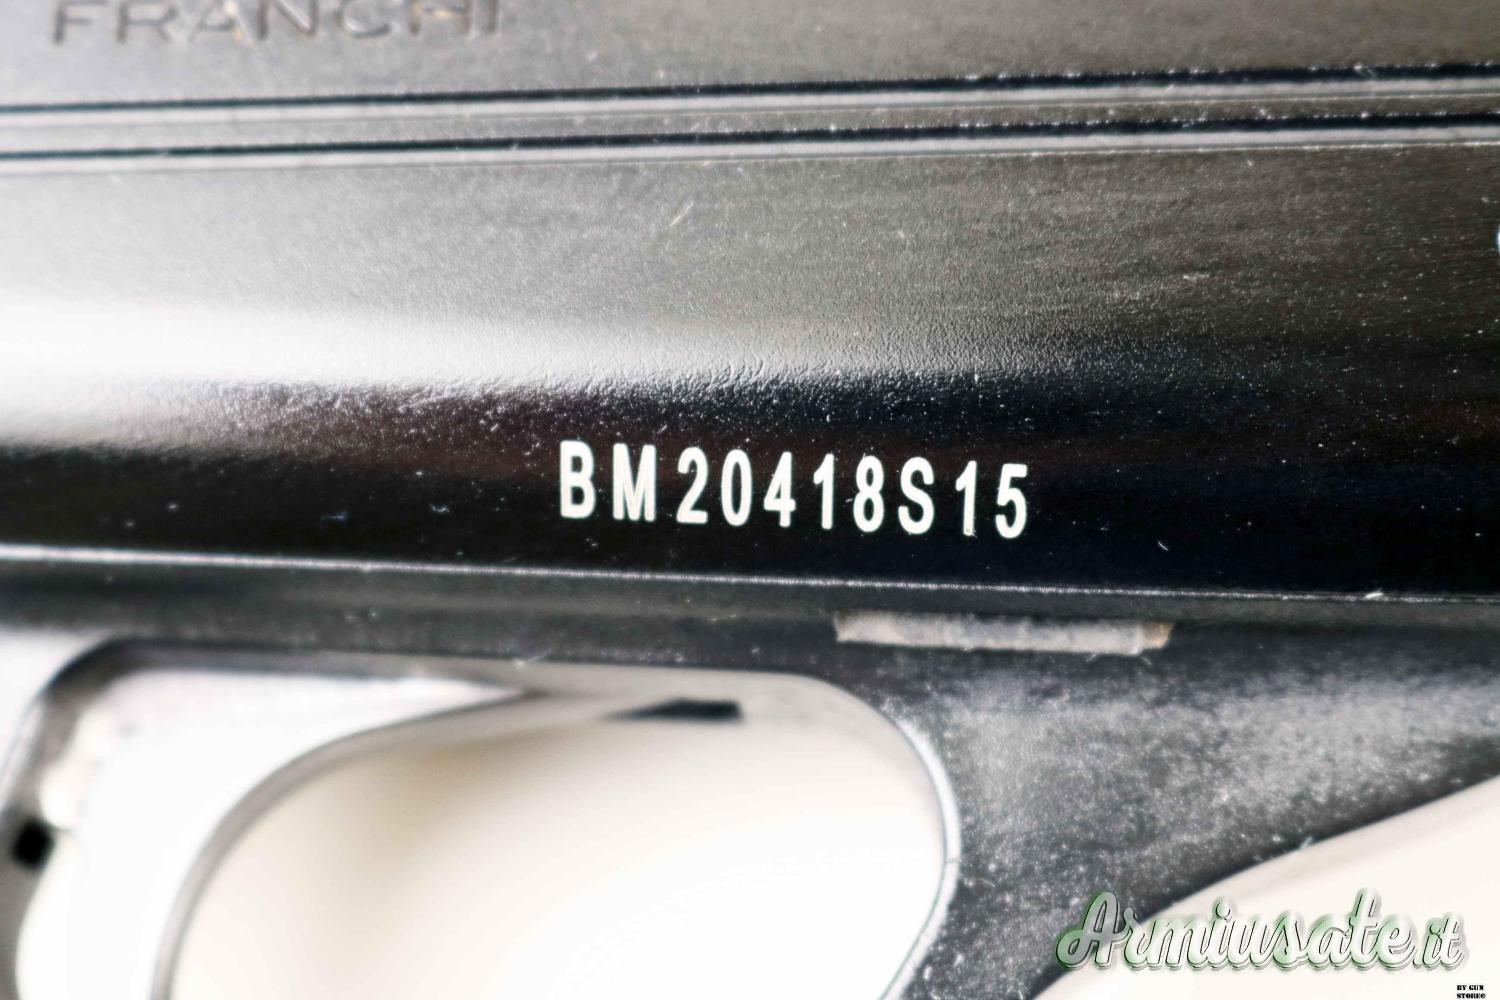 FRANCHI
BM20418S15
Armiusate.it
BY GUN
STORE©